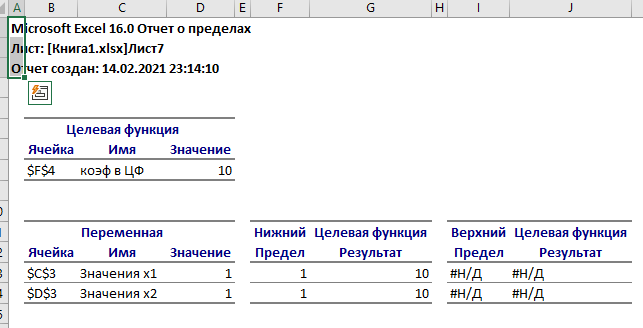 A B C D E F G H I J
Microsoft Excel 16.0 Отчет о пределах
Лист: [Книга1.xlsx]Лист7
Отчет создан: 14.02.2021 23:14:10
Целевая функция
Ячейка Имя Значение
$F$4 коэф в ЦФ 10
Переменная Нижний Целевая функция Верхний Целевая функция
Ячейка Имя Значение Предел Результат Предел Результат
$C$3 Значения x1 1 1 10 #Н/Д #Н/Д
$D$3 Значения x2 1 1 10 #Н/Д #Н/Д